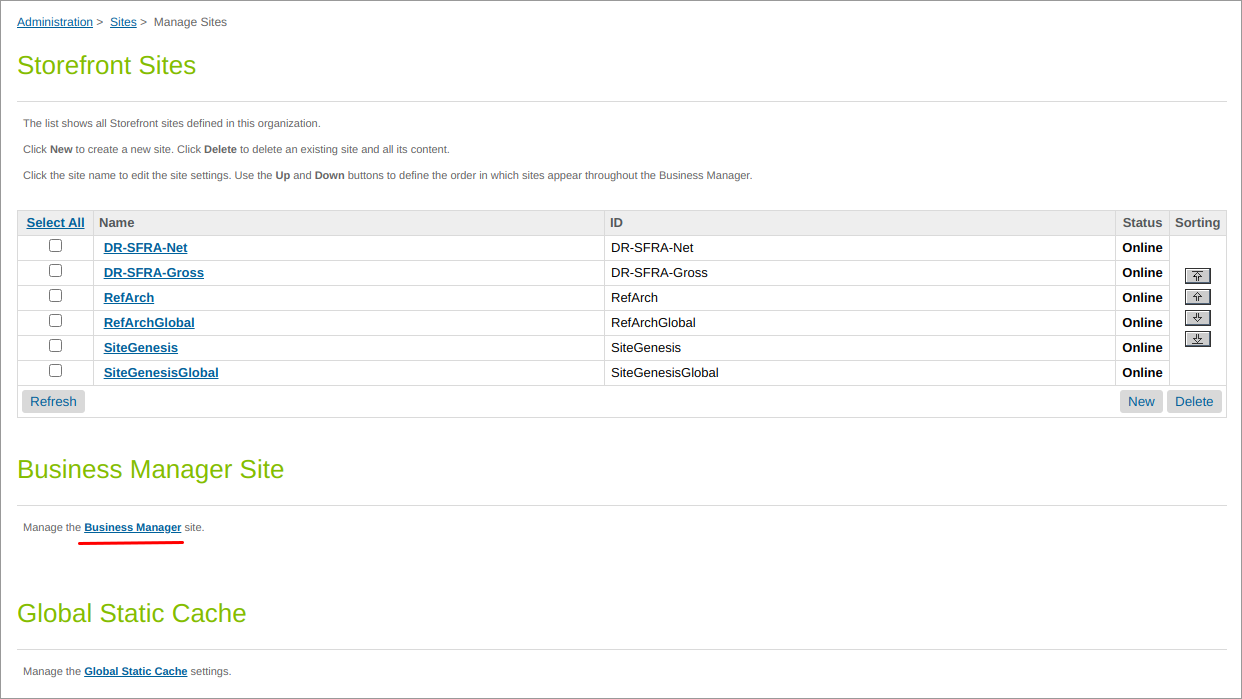 Administration > Sites > Manage Sites
Storefront Sites
The list shows all Storefront sites defined in this organization.
Click New to create a new site. Click Delete to delete an existing site and all its content.
Click the site name to edit the site settings. Use the Up and Down buttons to define the order in which sites appear throughout the Business Manager.
Select All Name ID Status Sorting
DR-SFRA-Net DR-SFRA-Net Online
DR-SFRA-Gross DR-SFRA-Gross Online
RefArch RefArch Online
RefArchGlobal RefArchGlobal Online
SiteGenesis SiteGenesis Online
SiteGenesisGlobal SiteGenesisGlobal Online
Refresh New Delete
Business Manager Site
Manage the Business Manager site.
Global Static Cache
Manage the Global Static Cache settings.